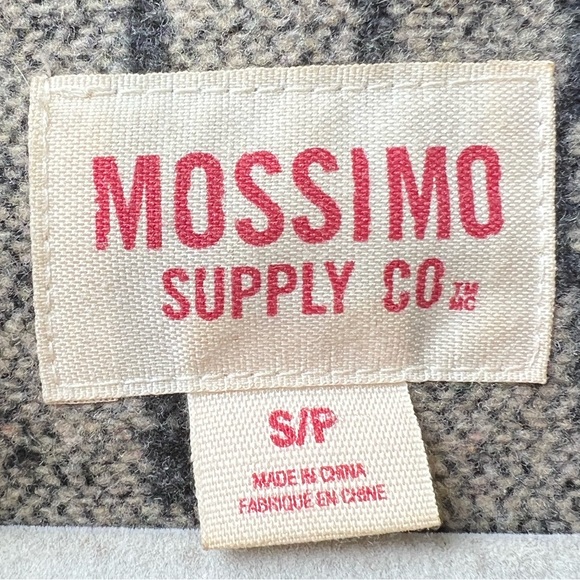 MOSSIMO
SUPPLY CO TM
MC
S/P
MADE IN CHINA
FABRIQUÉ EN CHINE